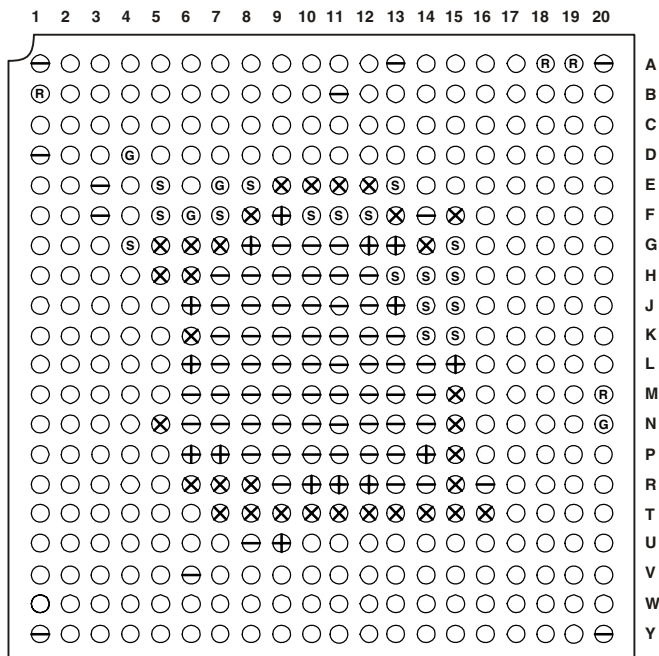 1 2 3 4 5 6 7 8 9 10 11 12 13 14 15 16 17 18 19 20
R R A
R B
C
G D
S G S S E
S G S S S S F
S S G
S S S H
S S J
S S K
L
R M
G N
P
R
T
U
V
W
Y